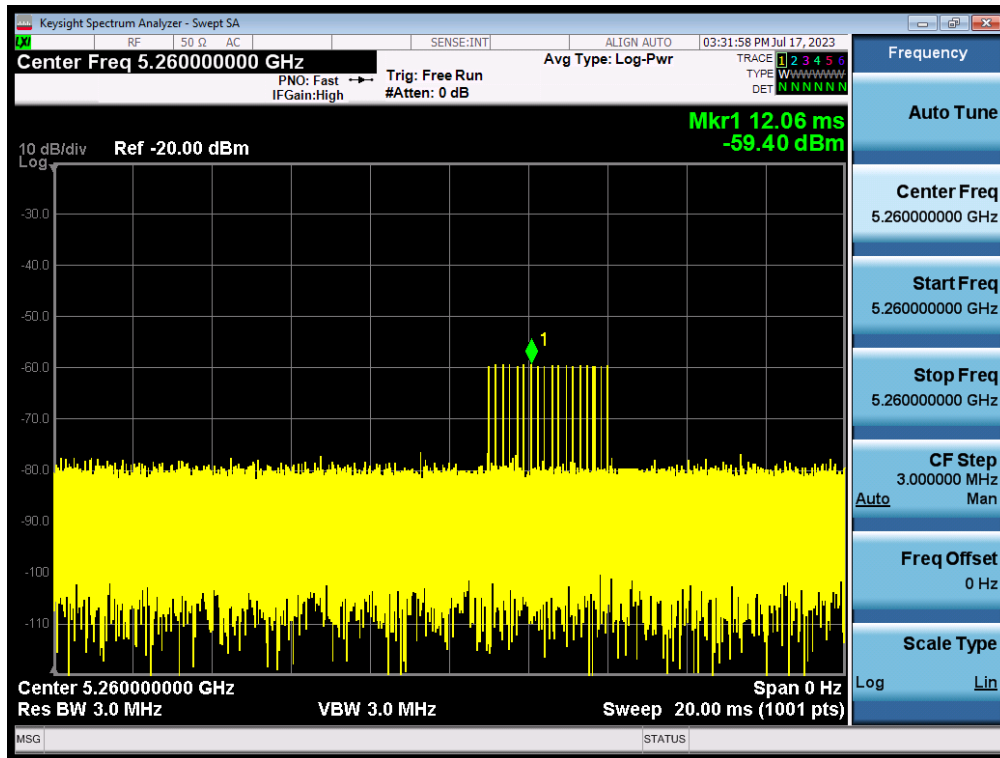 Keysight Spectrum Analyzer - Swept SA
LXI RF 50 Ω AC SENSE:INT ALIGN AUTO 03:31:58 PM Jul 17, 2023
Center Freq 5.260000000 GHz
PNO: Fast
IFGain:High
Trig: Free Run
#Atten: 0 dB
Avg Type: Log-Pwr
TRACE 1 2 3 4 5 6
TYPE W WWWWW
DET N N N N N N
Mkr1 12.06 ms
-59.40 dBm
10 dB/div Ref -20.00 dBm
Log
-30.0
-40.0
-50.0
-60.0
-70.0
-80.0
-90.0
-100
-110
1
Center 5.260000000 GHz Span 0 Hz
Res BW 3.0 MHz VBW 3.0 MHz Sweep 20.00 ms (1001 pts)
MSG STATUS
Frequency
Auto Tune
Center Freq
5.260000000 GHz
Start Freq
5.260000000 GHz
Stop Freq
5.260000000 GHz
CF Step
3.000000 MHz
Auto Man
Freq Offset
0 Hz
Scale Type
Log Lin